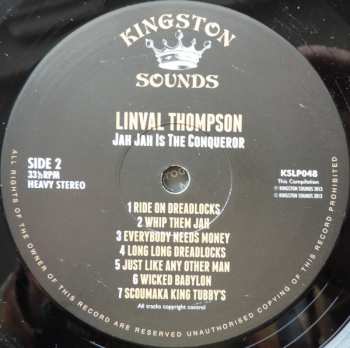 KINGSTON
SOUNDS
LINVAL THOMPSON
JAH JAH IS THE CONQUEROR
SIDE 2
33⅓RPM
HEAVY STEREO
KSLP048
This Compilation
Ⓟ KINGSTON SOUNDS 2013
© KINGSTON SOUNDS 2013
1 RIDE ON DREADLOCKS
2 WHIP THEM JAH
3 EVERYBODY NEEDS MONEY
4 LONG LONG DREADLOCKS
5 JUST LIKE ANY OTHER MAN
6 WICKED BABYLON
7 SCOUMAKA KING TUBBY'S
All tracks copyright control
ALL RIGHTS OF THE OWNER OF THIS RECORD ARE RESERVED UNAUTHORISED COPYING OF THIS RECORD PROHIBITED